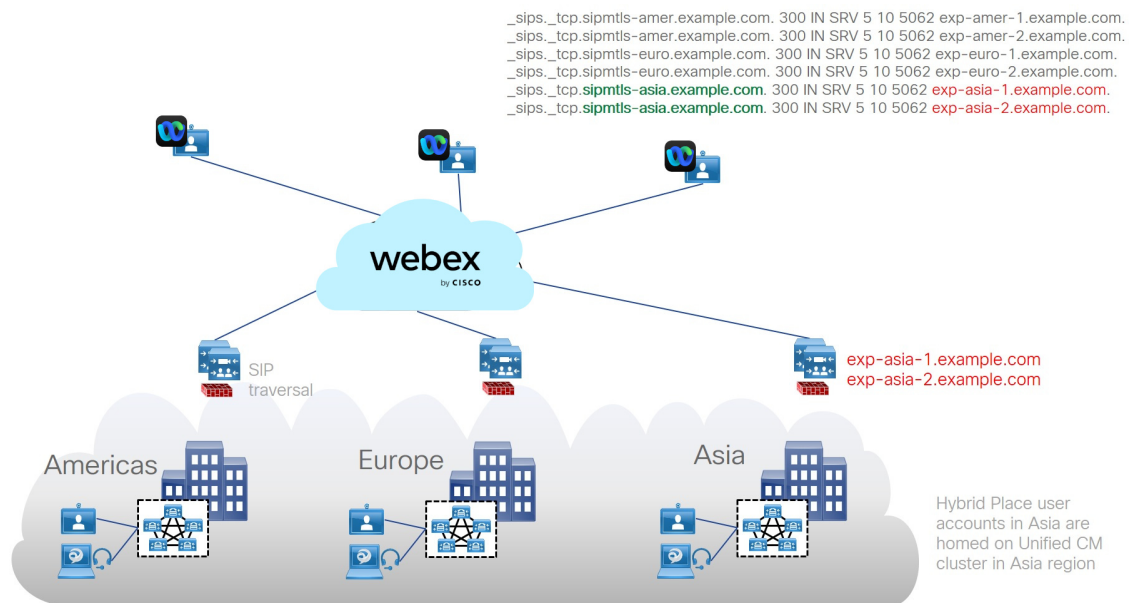 _sips._tcp.sipmtls-amer.example.com. 300 IN SRV 5 10 5062 exp-amer-1.example.com.
_sips._tcp.sipmtls-amer.example.com. 300 IN SRV 5 10 5062 exp-amer-2.example.com.
_sips._tcp.sipmtls-euro.example.com. 300 IN SRV 5 10 5062 exp-euro-1.example.com.
_sips._tcp.sipmtls-euro.example.com. 300 IN SRV 5 10 5062 exp-euro-2.example.com.
_sips._tcp.sipmtls-asia.example.com. 300 IN SRV 5 10 5062 exp-asia-1.example.com.
_sips._tcp.sipmtls-asia.example.com. 300 IN SRV 5 10 5062 exp-asia-2.example.com.
webex
by CISCO
SIP
traversal
exp-asia-1.example.com
exp-asia-2.example.com
Americas
Europe
Asia
Hybrid Place user
accounts in Asia are
homed on Unified CM
cluster in Asia region